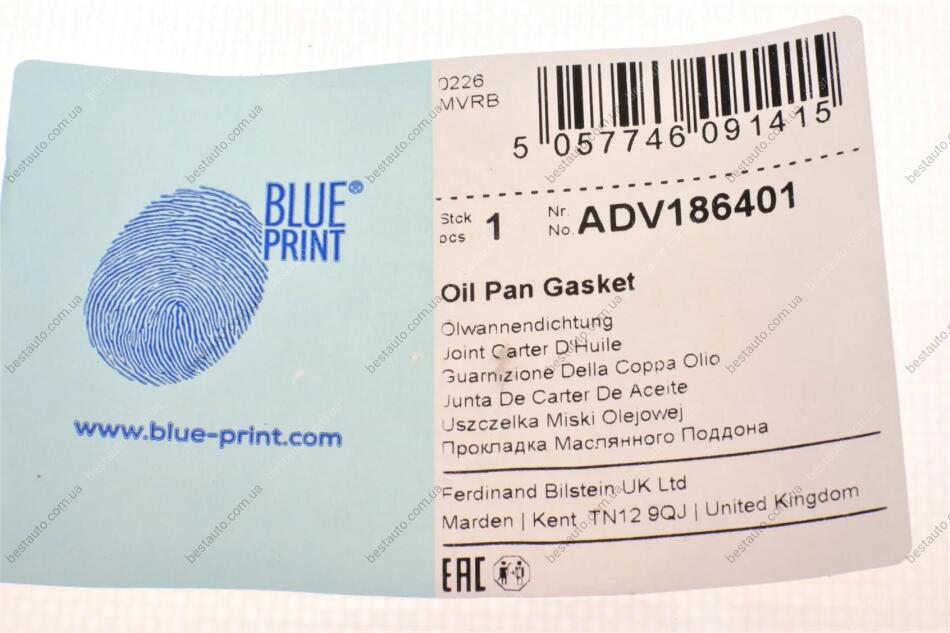 BLUE®
PRINT
www.blue-print.com
0226
MVRB
5 057746 091415
Stck
pcs
1
Nr.
No.
ADV186401
Oil Pan Gasket
Ölwannendichtung
Joint Carter D'Huile
Guarnizione Della Coppa Olio
Junta De Carter De Aceite
Uszczelka Miski Olejowej
Прокладка Маслянного Поддона
Ferdinand Bilstein UK Ltd
Marden | Kent TN12 9QJ | United Kingdom
EAC
bestauto.com.ua